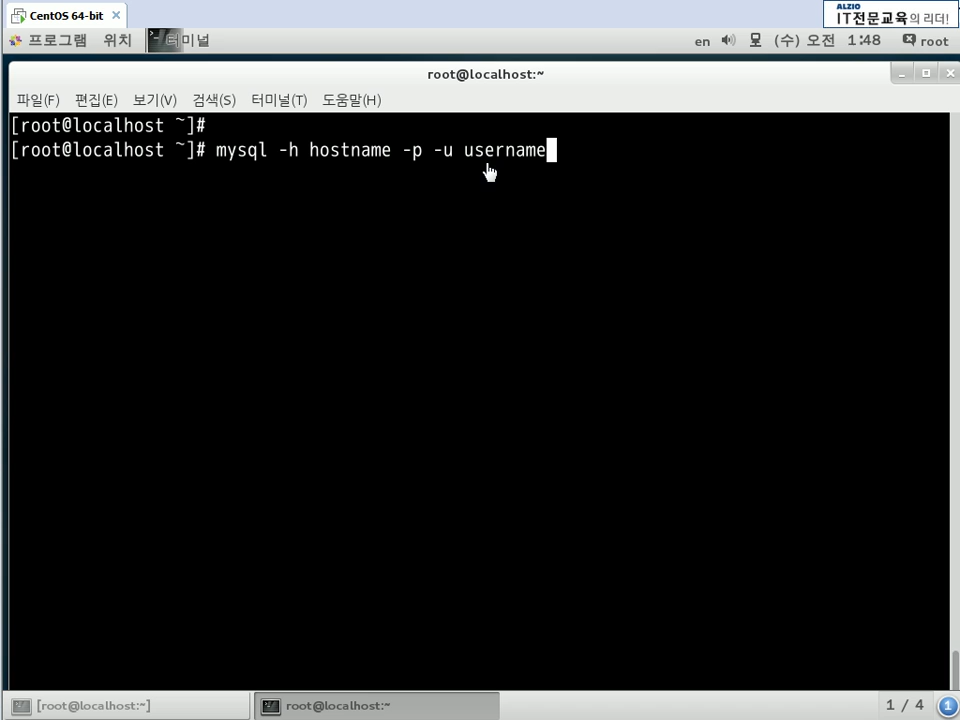 CentOS 64-bit
ALZIO
IT전문교육의 리더!
프로그램 위치 터미널 en (수) 오전 1:48 root
root@localhost:~
파일(F) 편집(E) 보기(V) 검색(S) 터미널(T) 도움말(H)
[root@localhost ~]#
[root@localhost ~]# mysql -h hostname -p -u username
[root@localhost:~] root@localhost:~ 1 / 4 1